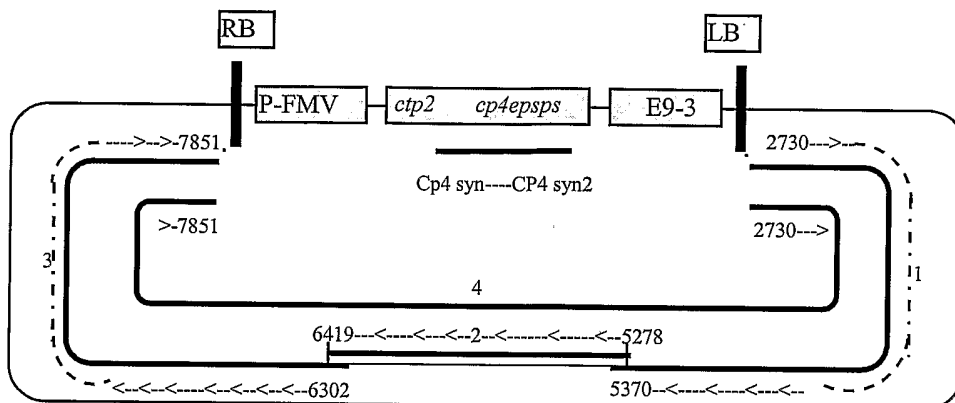 RB
LB
P-FMV
ctp2 cp4epsps
E9-3
---->-->-7851
2730--->--
Cp4 syn----CP4 syn2
>-7851
2730--->
3
1
4
6419---<----<---<--2--<------<-----<--5278
<--<--<----<--<--<--6302
5370---<----<---<-- --